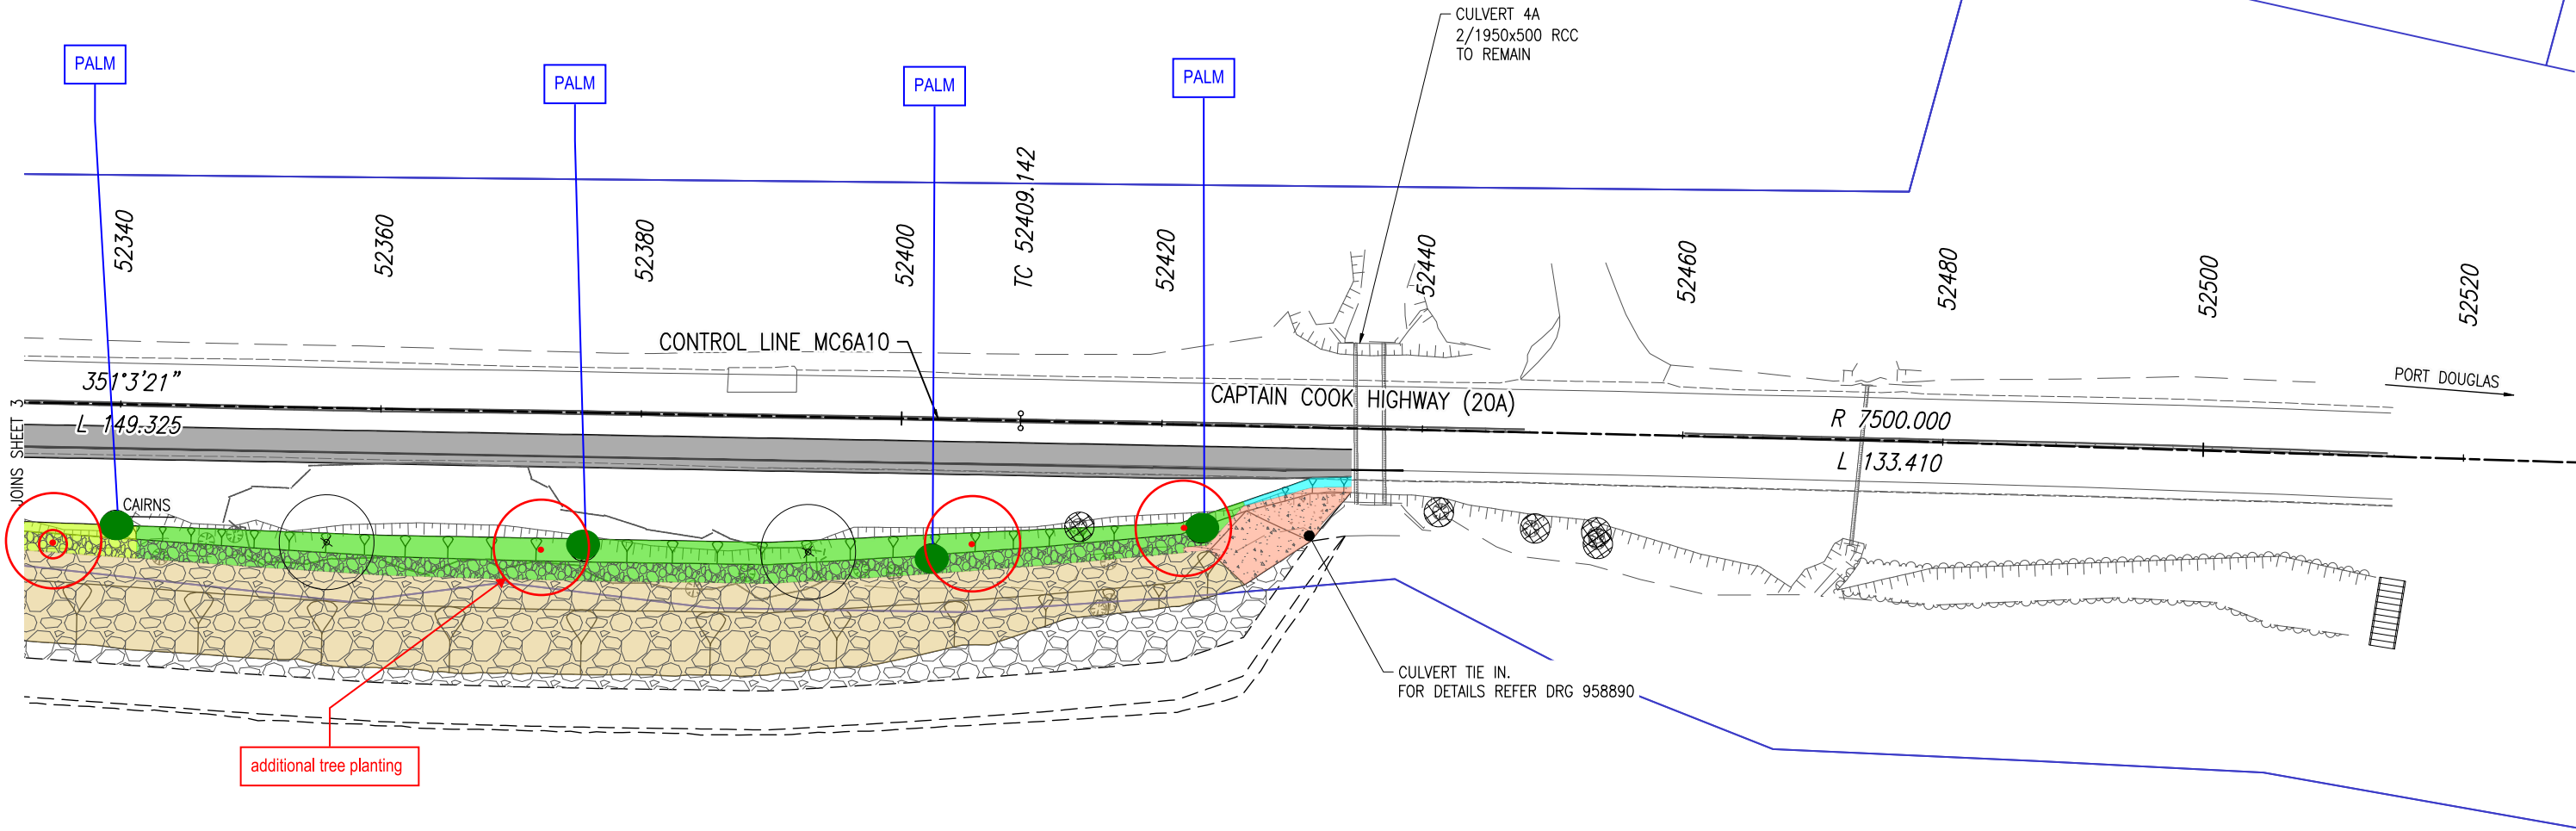 CULVERT 4A
2/1950x500 RCC
TO REMAIN
PALM
PALM
PALM
PALM
52340
52360
52380
52400
TC 52409.142
52420
52440
52460
52480
52500
52520
CONTROL LINE MC6A10
351°3'21"
L 149.325
CAPTAIN COOK HIGHWAY (20A)
PORT DOUGLAS
R 7500.000
L 133.410
JOINS SHEET 3
CAIRNS
CULVERT TIE IN.
FOR DETAILS REFER DRG 958890
additional tree planting